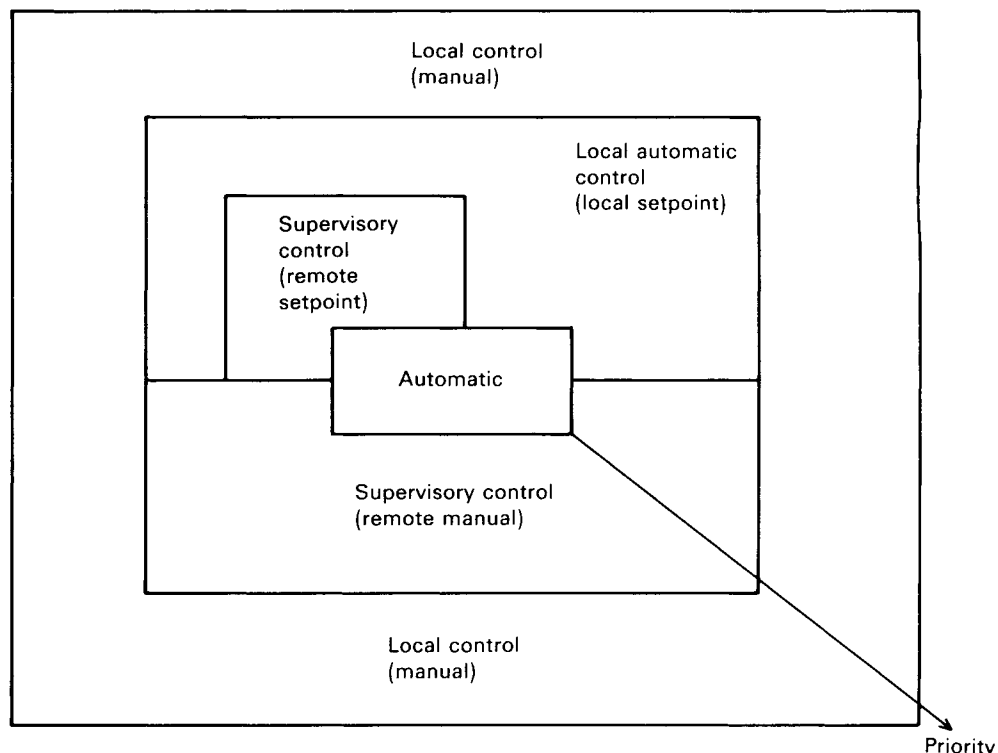 Local control
(manual)
Local automatic
control
(local setpoint)
Supervisory
control
(remote
setpoint)
Automatic
Supervisory control
(remote manual)
Local control
(manual)
Priority